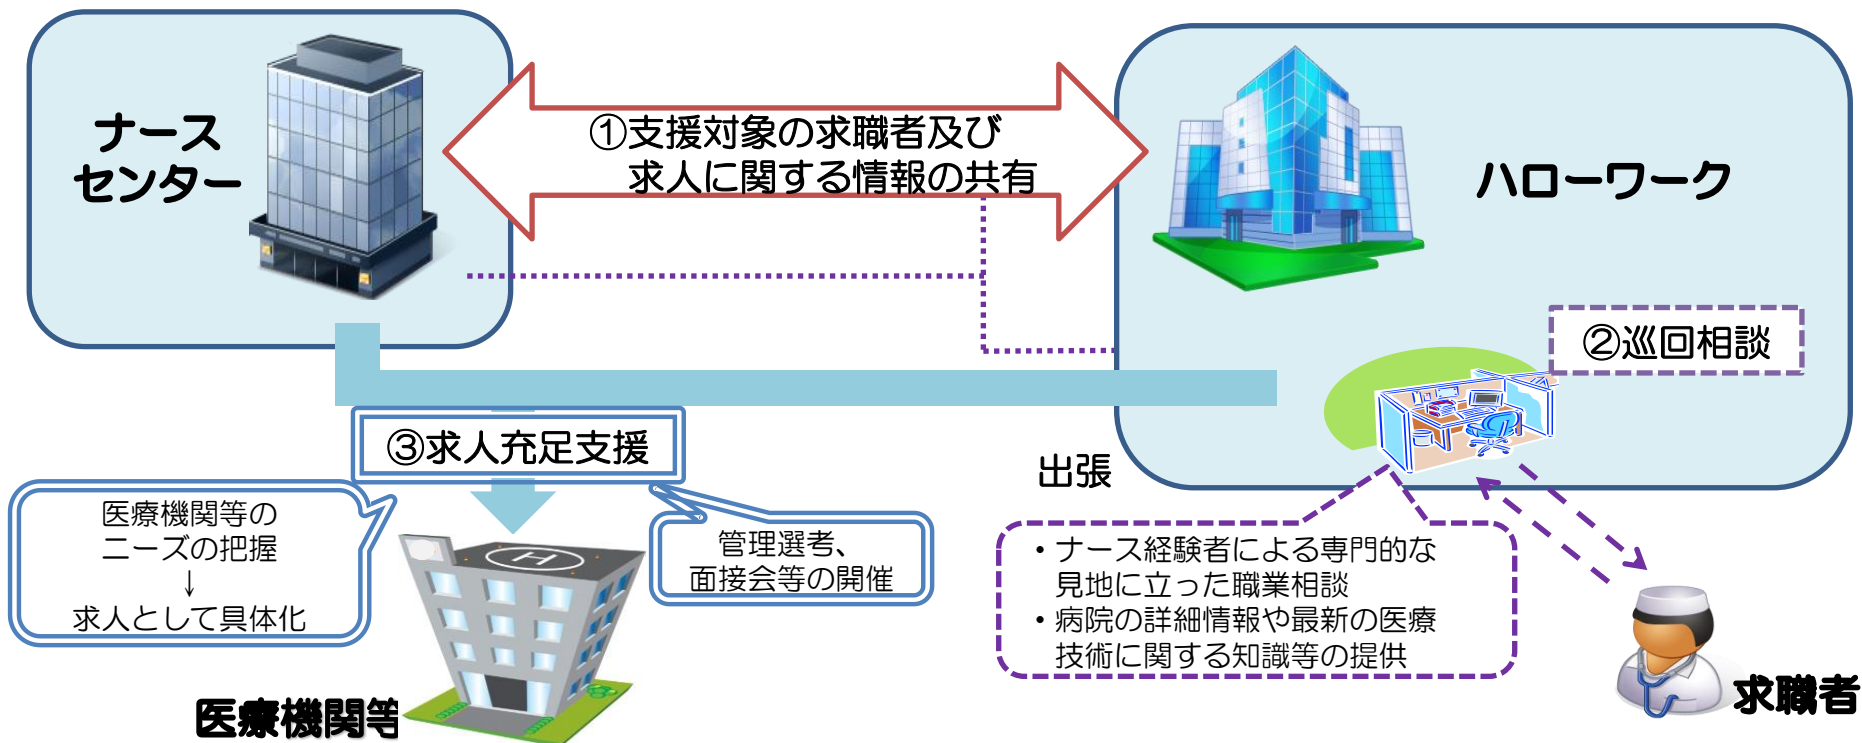 ナース
センター
①支援対象の求職者及び
求人に関する情報の共有
ハローワーク
②巡回相談
③求人充足支援
出張
医療機関等の
ニーズの把握
↓
求人として具体化
管理選考、
面接会等の開催
・ナース経験者による専門的な
見地に立った職業相談
・病院の詳細情報や最新の医療
技術に関する知識等の提供
H
医療機関等
求職者